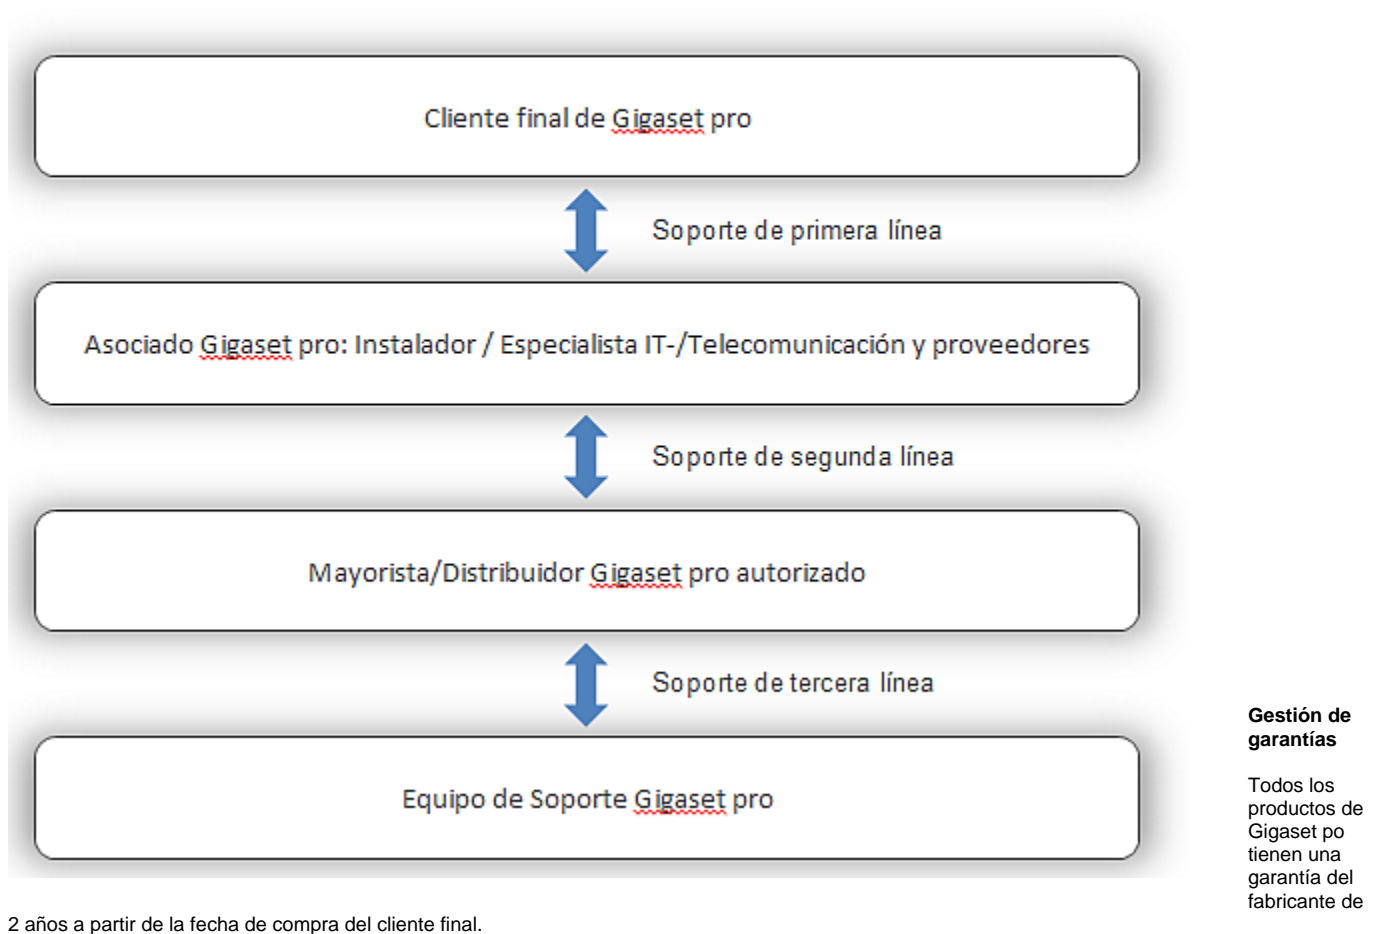 Cliente final de Gigaset pro
Soporte de primera línea
Asociado Gigaset pro: Instalador / Especialista IT-/Telecomunicación y proveedores
Soporte de segunda línea
Mayorista/Distribuidor Gigaset pro autorizado
Soporte de tercera línea
Equipo de Soporte Gigaset pro
Gestión de
garantías
Todos los
productos de
Gigaset po
tienen una
garantía del
fabricante de
2 años a partir de la fecha de compra del cliente final.